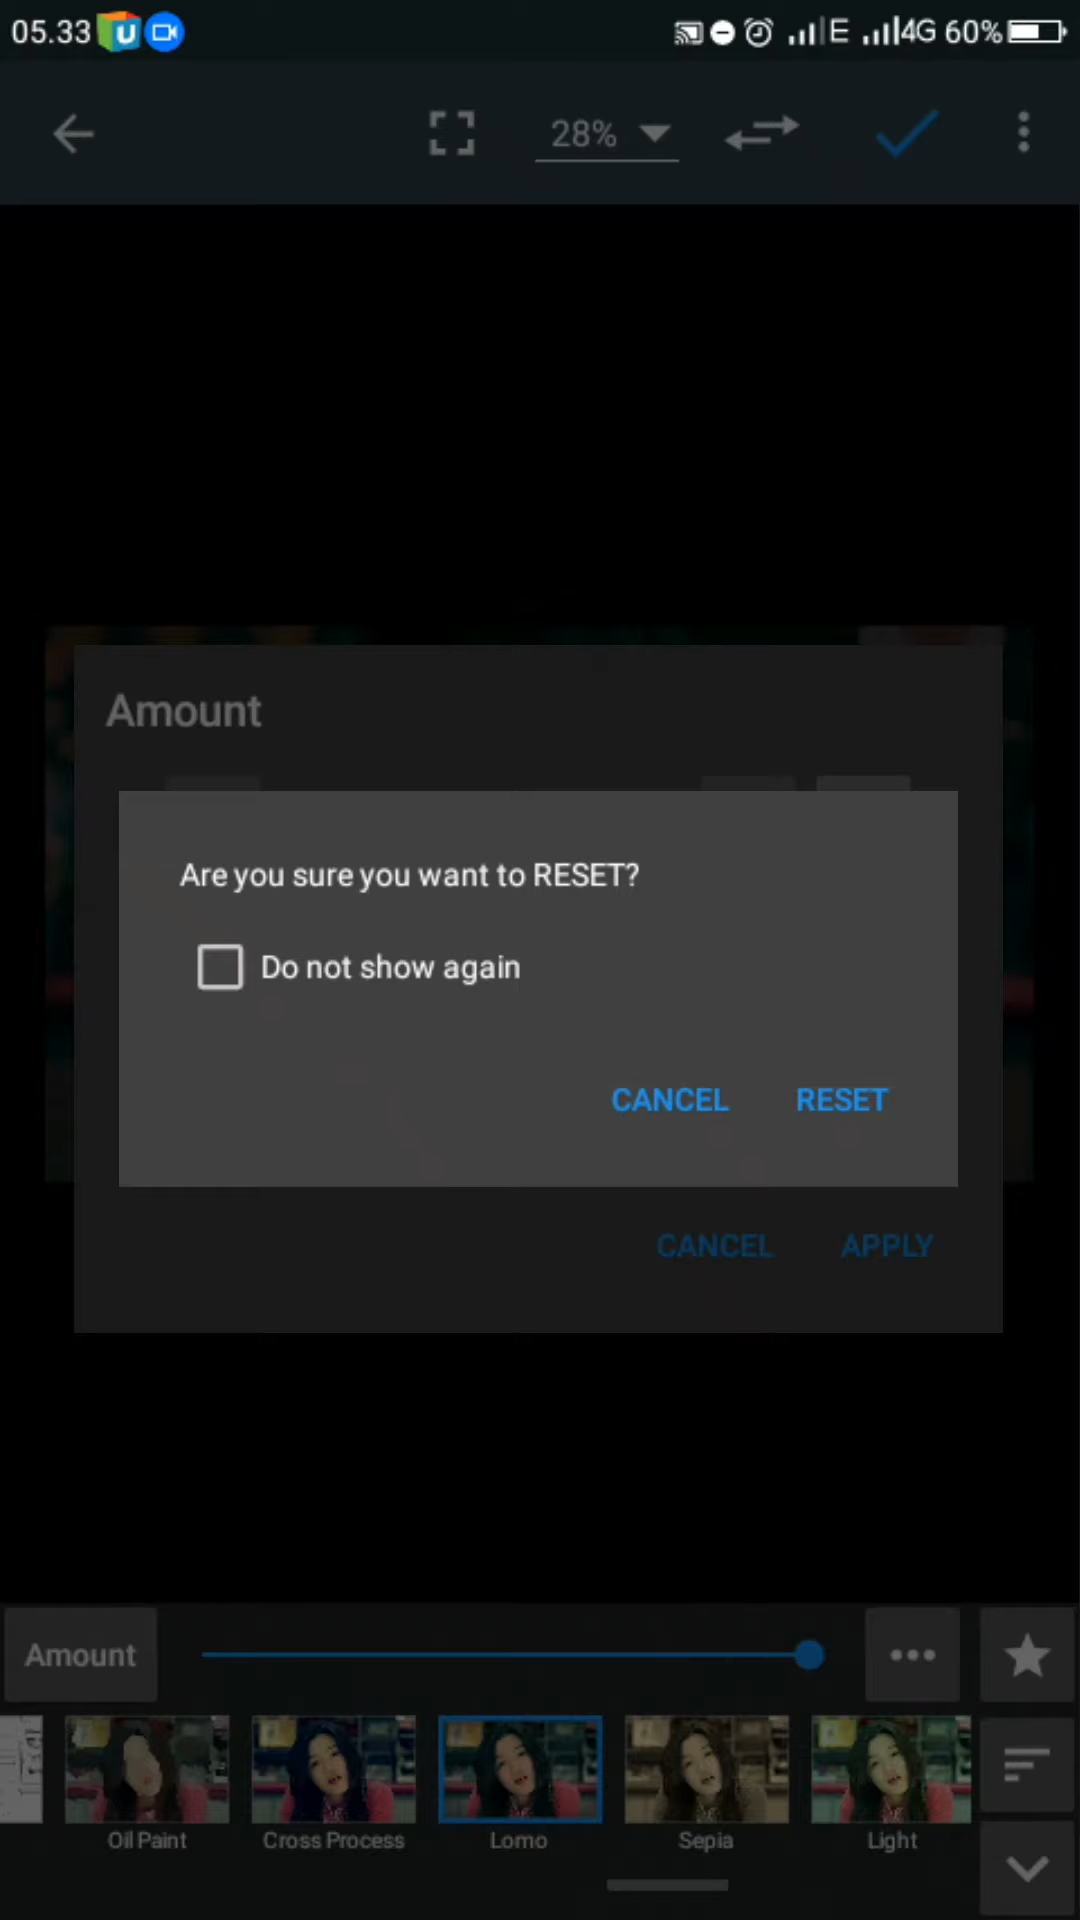 05.33 U E 4G 60%
28%
Amount
Are you sure you want to RESET?
Do not show again
CANCEL RESET
CANCEL APPLY
Amount
Oil Paint Cross Process Lomo Sepia Light